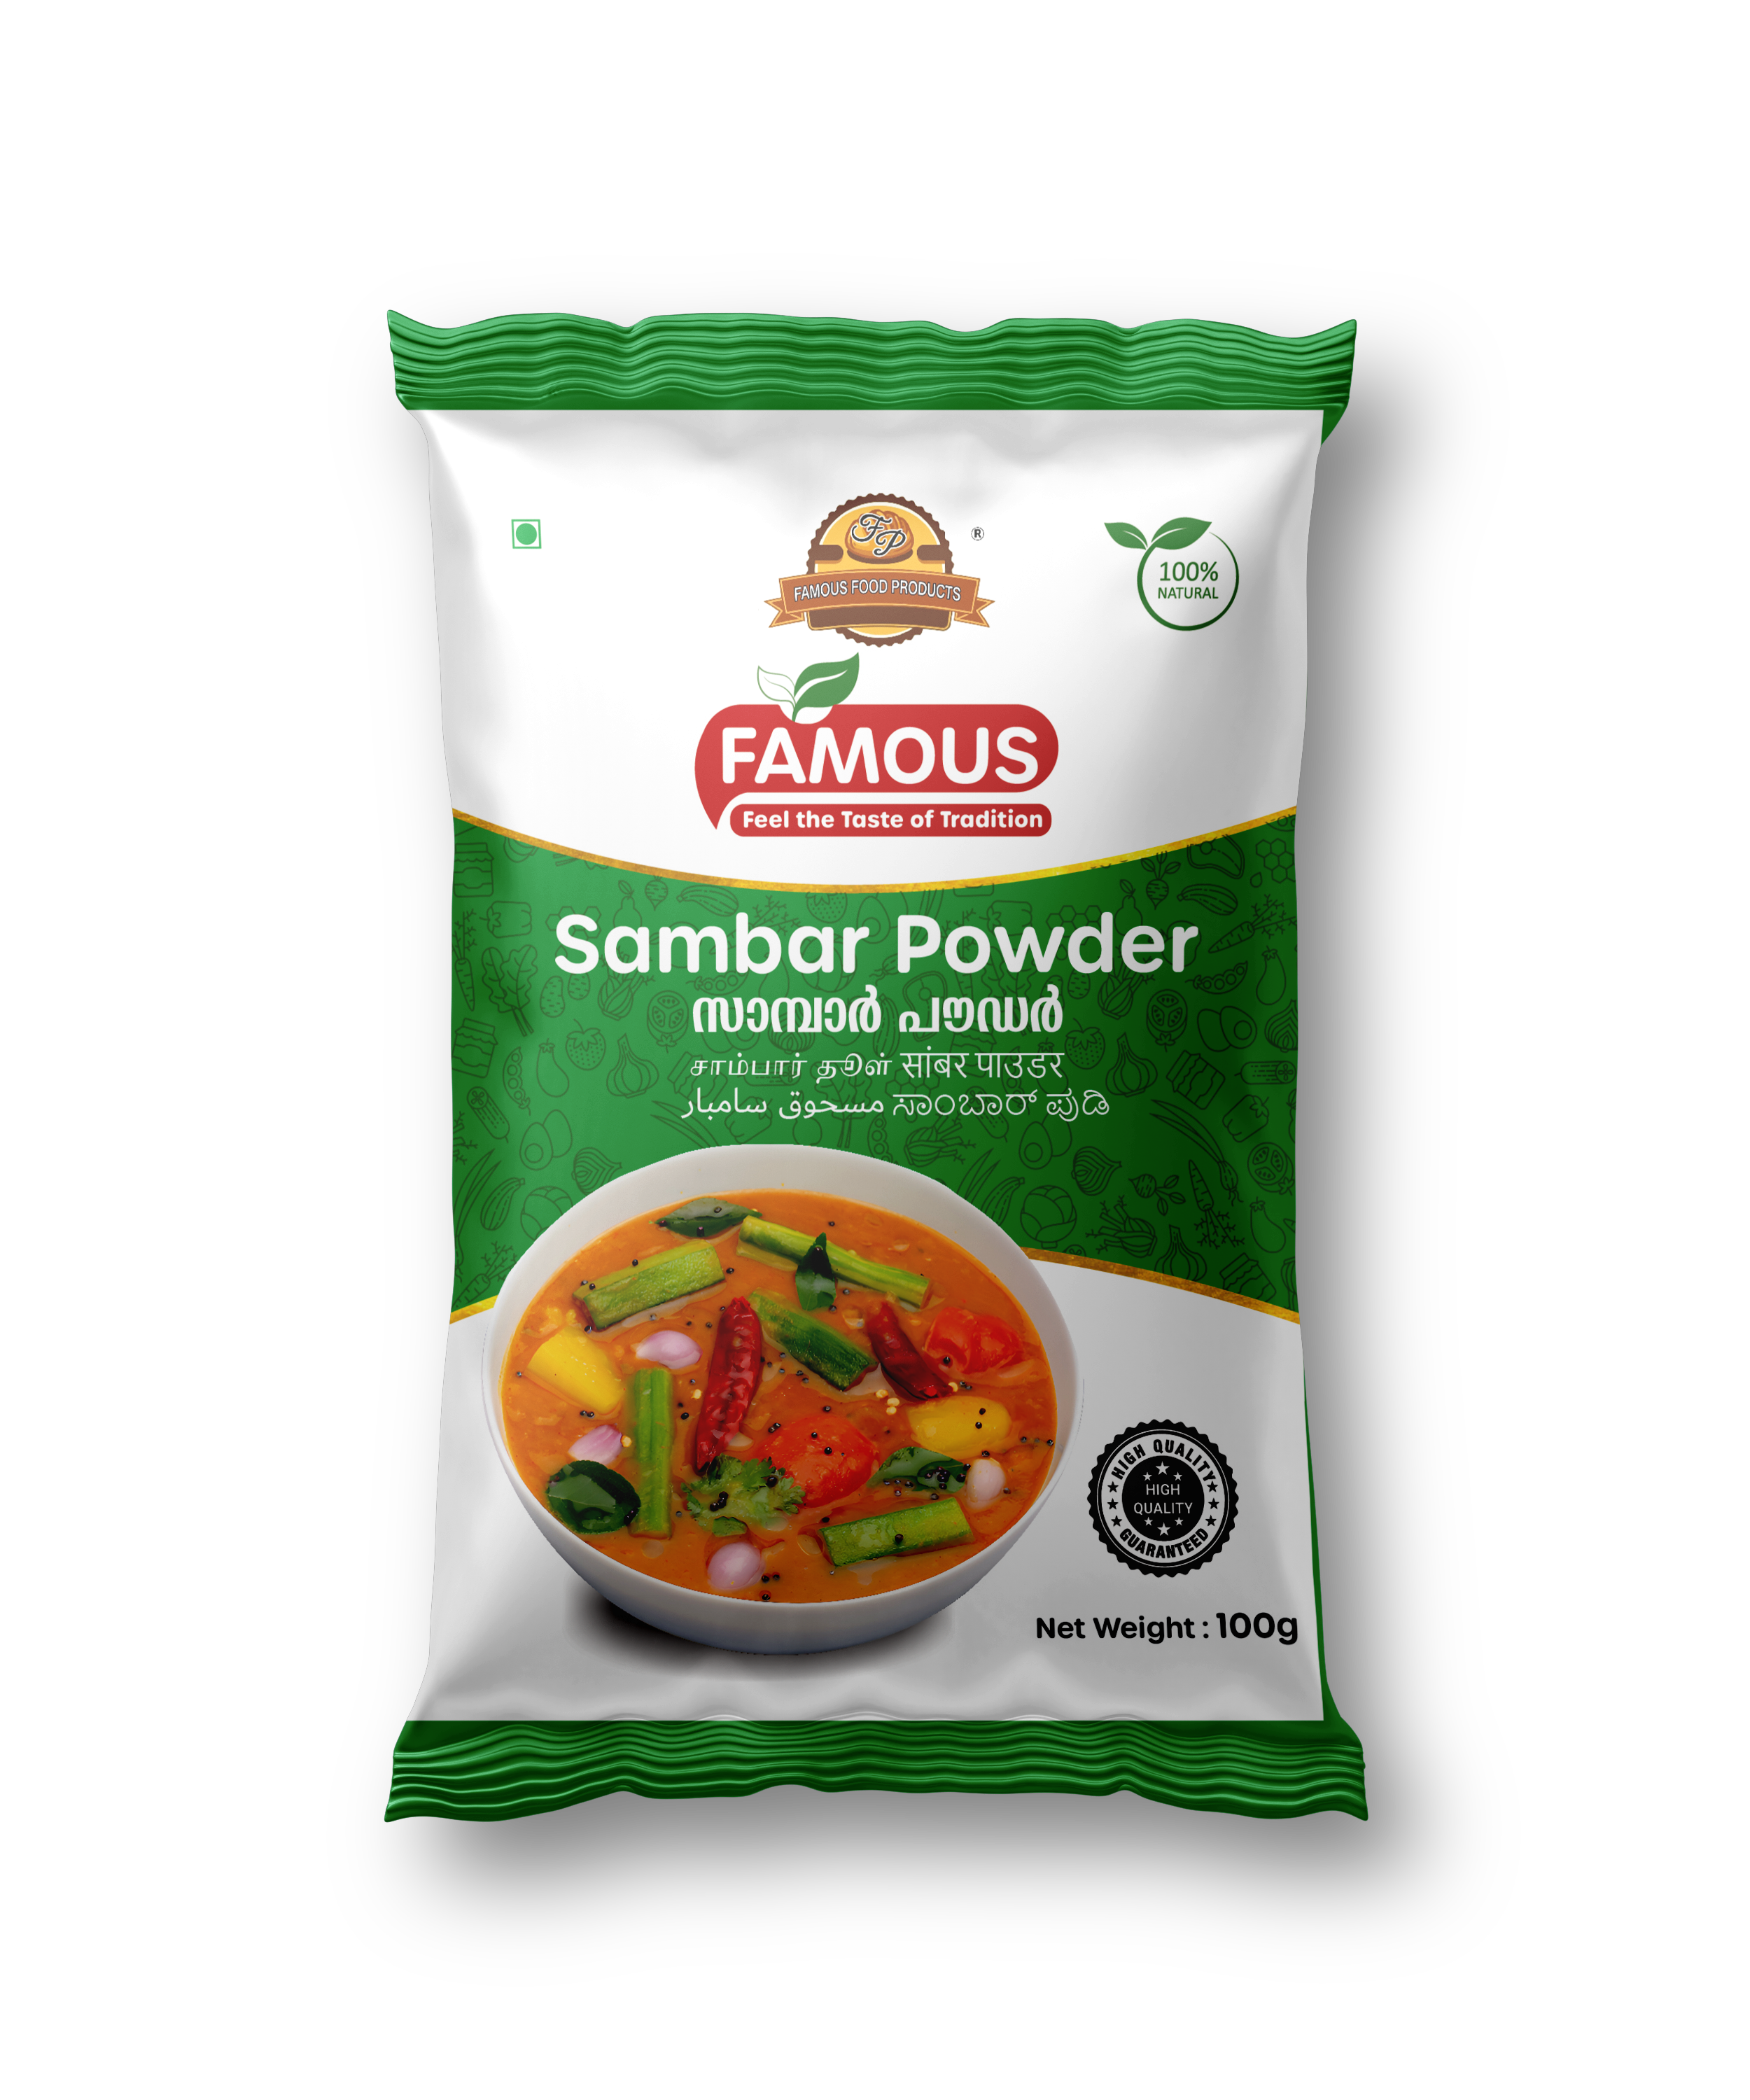 FP
FAMOUS FOOD PRODUCTS
®
100%
NATURAL
FAMOUS
Feel the Taste of Tradition
Sambar Powder
സാമ്പാർ പൗഡർ
சாம்பார் தூள் सांबर पाउडर
مسحوق سامبار ಸಾಂಬಾರ್ ಪುಡಿ
HIGH QUALITY
HIGH
QUALITY
GUARANTEED
Net Weight : 100g